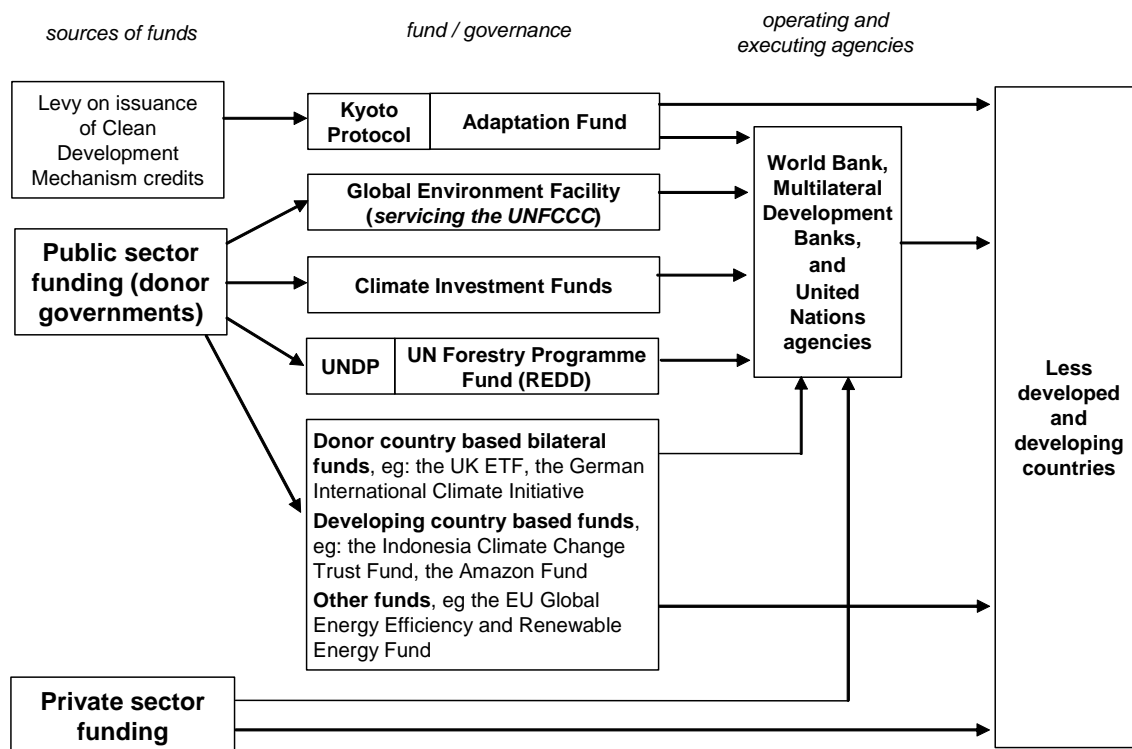 sources of funds
fund / governance
operating and
executing agencies
Levy on issuance
of Clean
Development
Mechanism credits
Kyoto
Protocol
Adaptation Fund
Global Environment Facility
(servicing the UNFCCC)
Public sector
funding (donor
governments)
Climate Investment Funds
UNDP
UN Forestry Programme
Fund (REDD)
World Bank,
Multilateral
Development
Banks,
and
United
Nations
agencies
Less
developed
and
developing
countries
Donor country based bilateral
funds, eg: the UK ETF, the German
International Climate Initiative
Developing country based funds,
eg: the Indonesia Climate Change
Trust Fund, the Amazon Fund
Other funds, eg the EU Global
Energy Efficiency and Renewable
Energy Fund
Private sector
funding